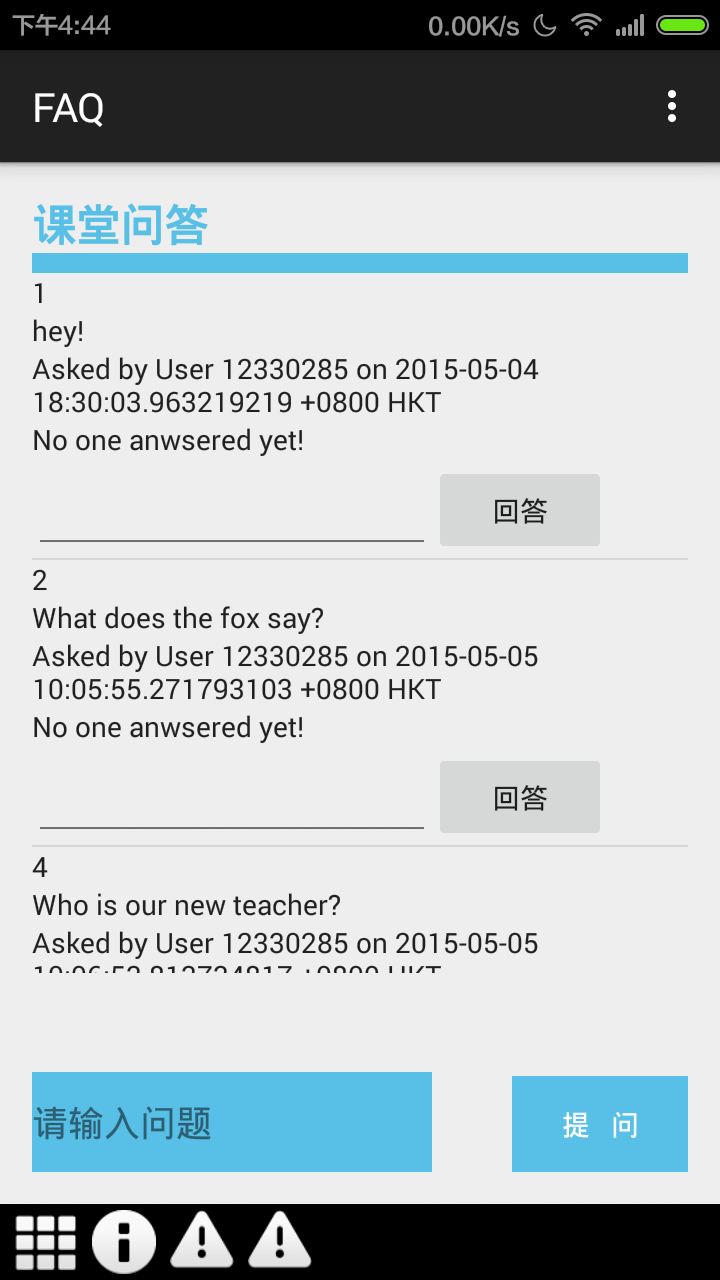 下午4:44
0.00K/s
FAQ
课堂问答
1
hey!
Asked by User 12330285 on 2015-05-04
18:30:03.963219219 +0800 HKT
No one anwsered yet!
回答
2
What does the fox say?
Asked by User 12330285 on 2015-05-05
10:05:55.271793103 +0800 HKT
No one anwsered yet!
回答
4
Who is our new teacher?
Asked by User 12330285 on 2015-05-05
请输入问题
提 问